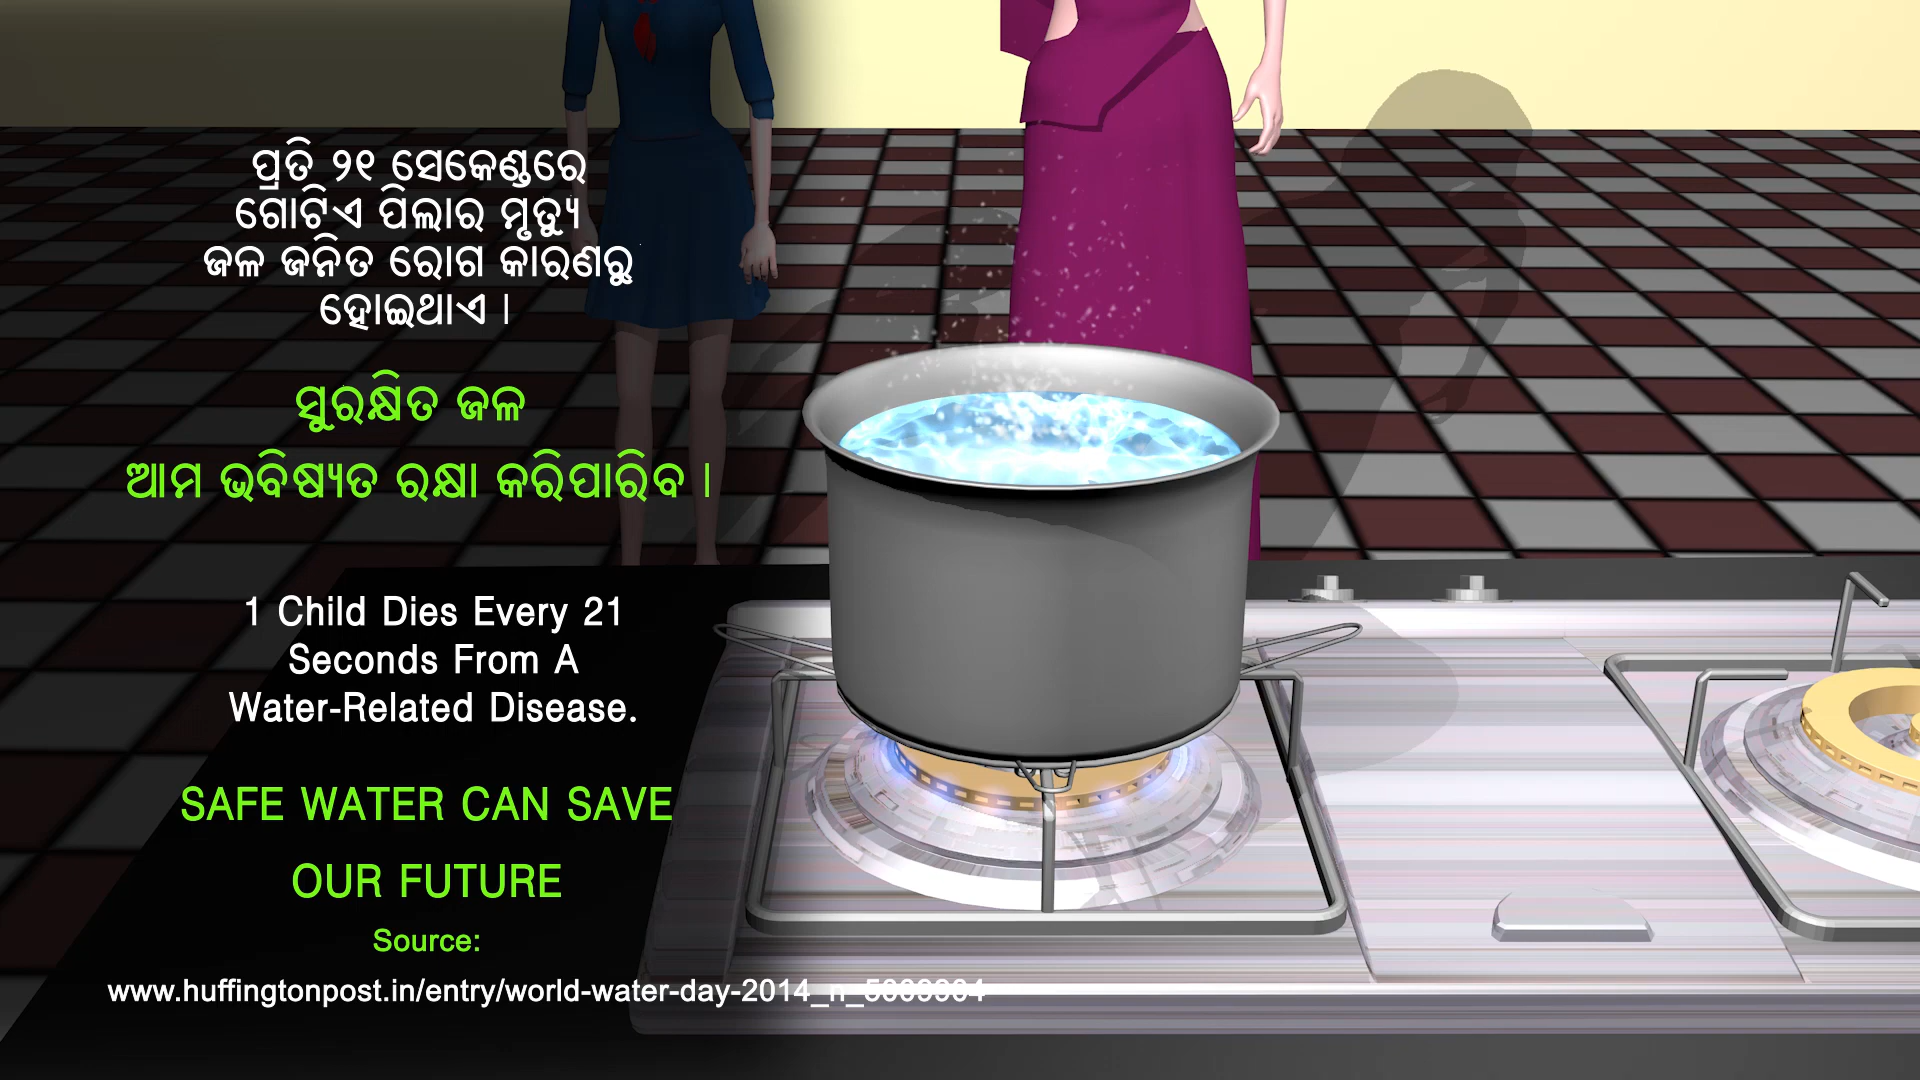 ପ୍ରତି ୨୧ ସେକେଣ୍ଡରେ
ଗୋଟିଏ ପିଲାର ମୃତ୍ୟୁ
ଜଳ ଜନିତ ରୋଗ କାରଣରୁ
ହୋଇଥାଏ ।
ସୁରକ୍ଷିତ ଜଳ
ଆମ ଭବିଷ୍ୟତ ରକ୍ଷା କରିପାରିବ ।
1 Child Dies Every 21
Seconds From A
Water-Related Disease.
SAFE WATER CAN SAVE
OUR FUTURE
Source:
www.huffingtonpost.in/entry/world-water-day-2014_n_